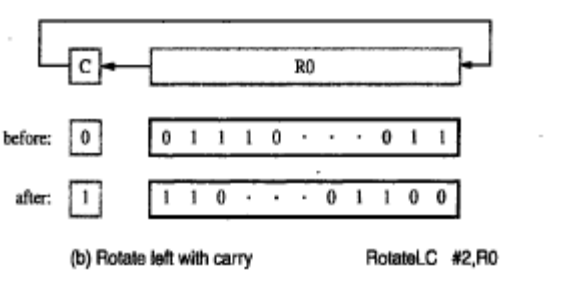 C R0
before: 0 0 1 1 1 0 · · · 0 1 1
after: 1 1 1 0 · · · 0 1 1 0 0
(b) Rotate left with carry RotateLC #2,R0